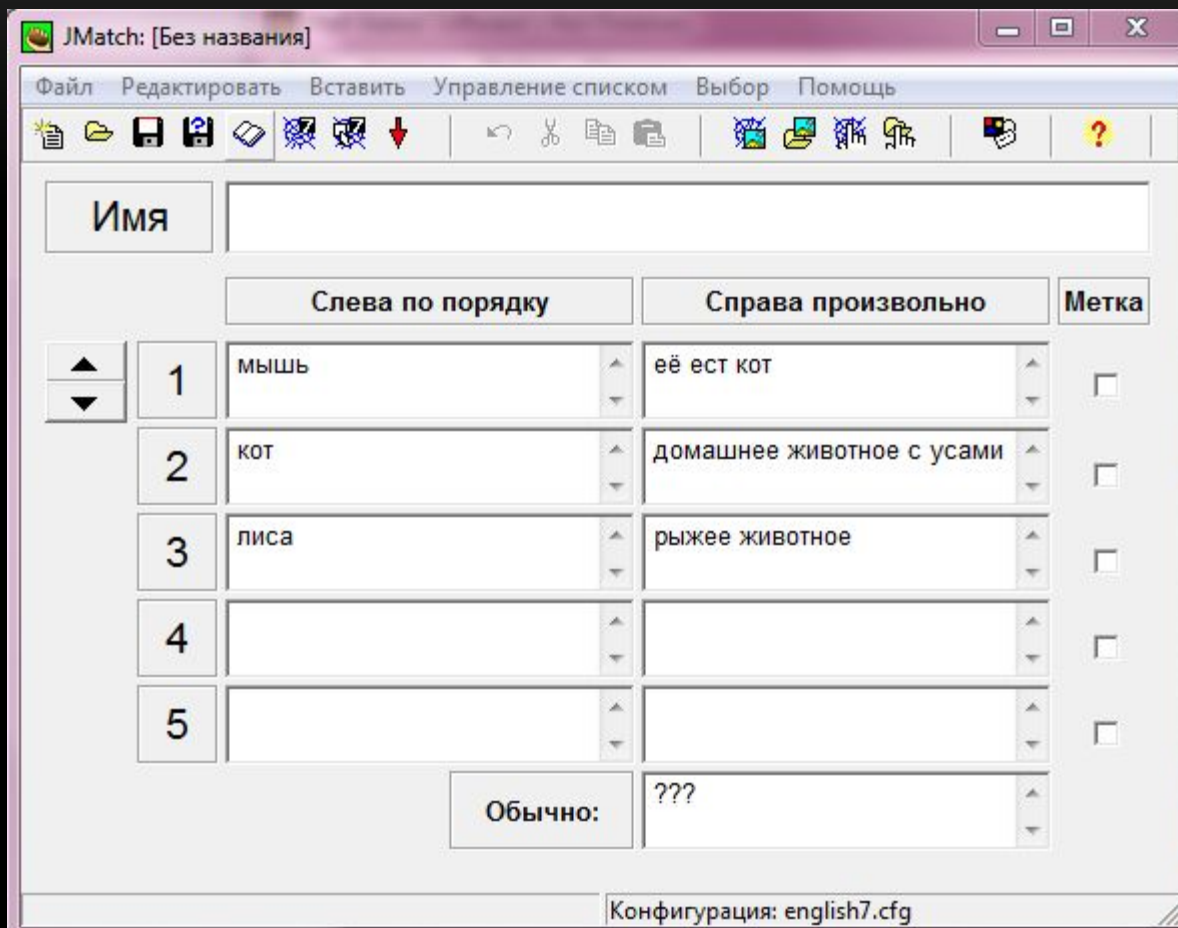 JMatch: [Без названия]
Файл Редактировать Вставить Управление списком Выбор Помощь
Имя
Слева по порядку Справа произвольно Метка
1 мышь её ест кот
2 кот домашнее животное с усами
3 лиса рыжее животное
4
5
Обычно: ???
Конфигурация: english7.cfg